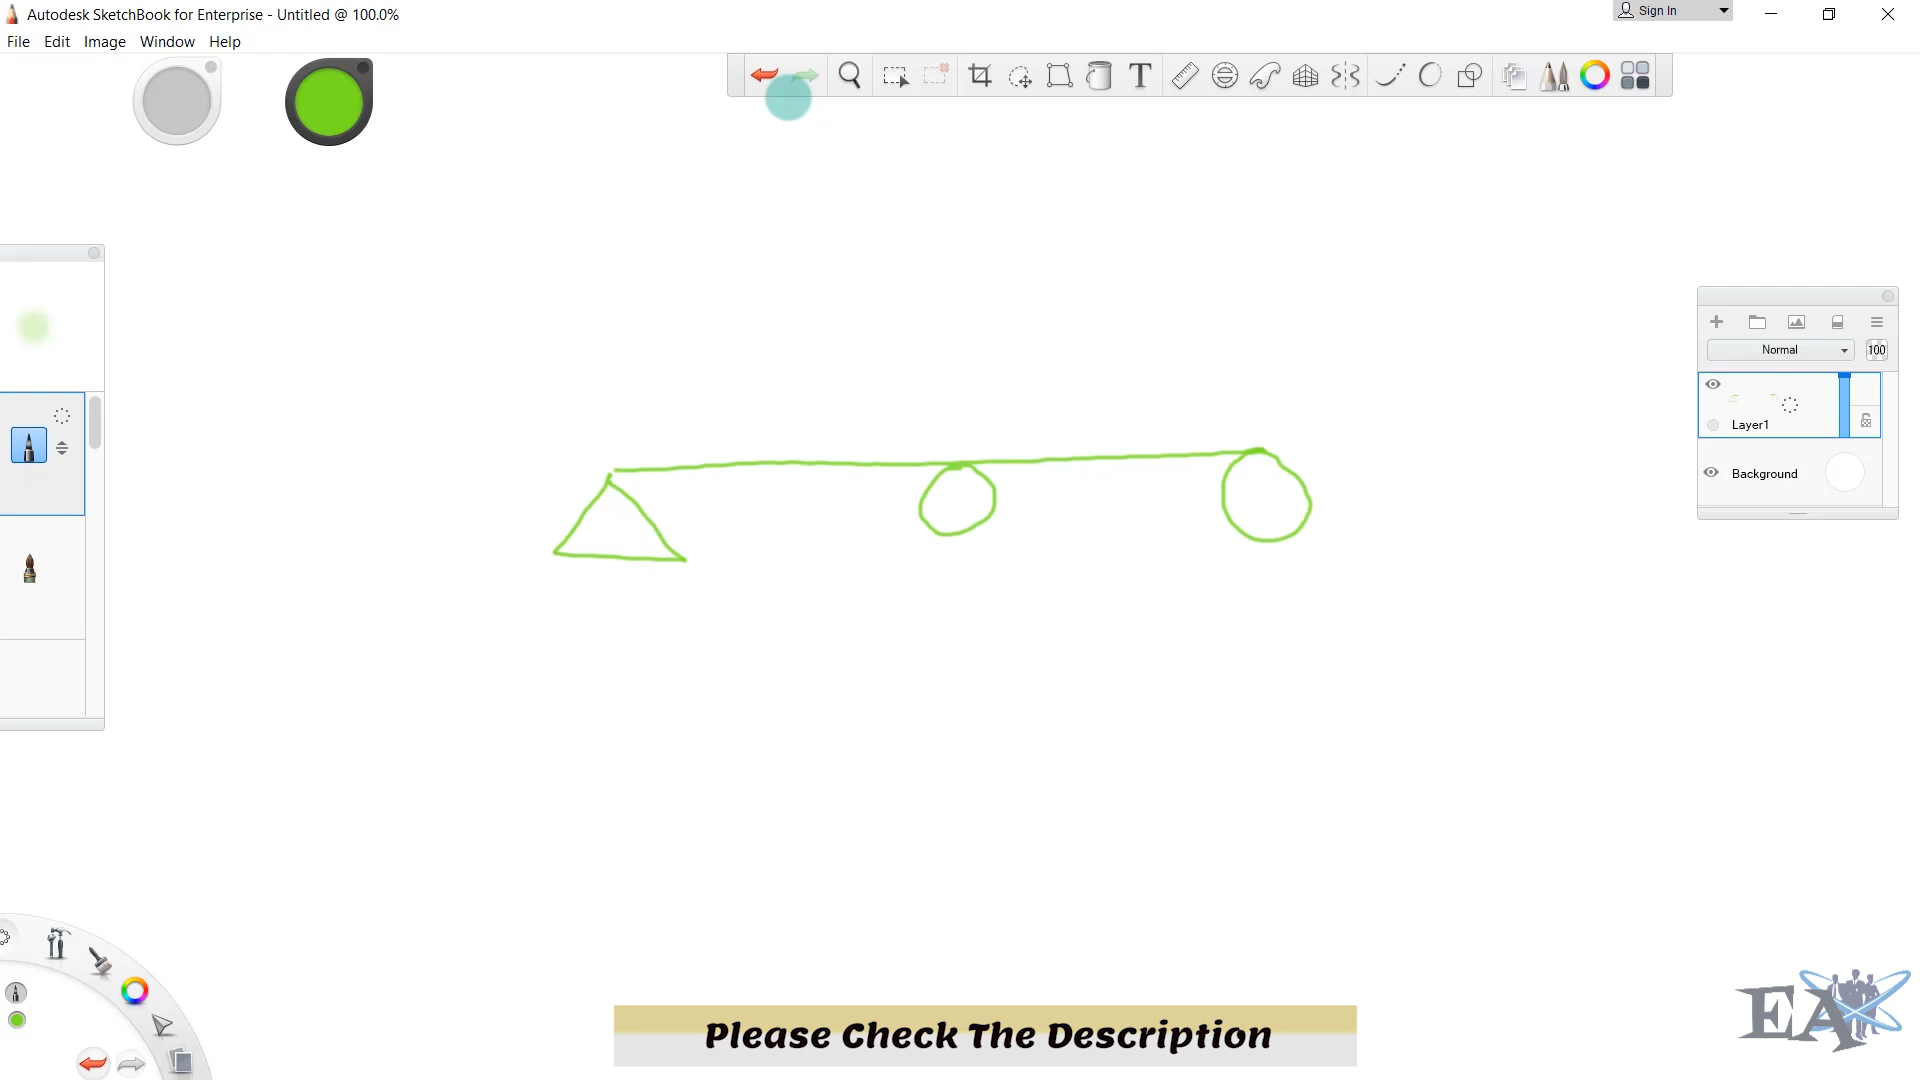 Autodesk SketchBook for Enterprise - Untitled @ 100.0%
Sign In
File Edit Image Window Help
T
Normal 100
Layer1
Background
Please Check The Description
EA